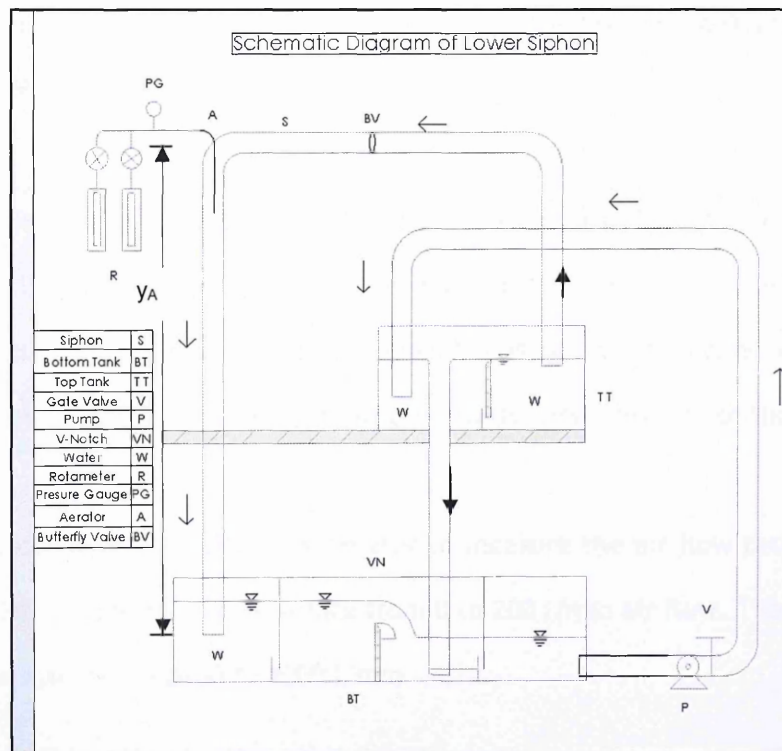 Schematic Diagram of Lower Siphon
PG
A
S
BV
R
yA
Siphon S
Bottom Tank BT
Top Tank TT
Gate Valve V
Pump P
V-Notch VN
Water W
Rotameter R
Presure Gauge PG
Aerator A
Butterfly Valve BV
W
W
TT
VN
W
BT
V
P